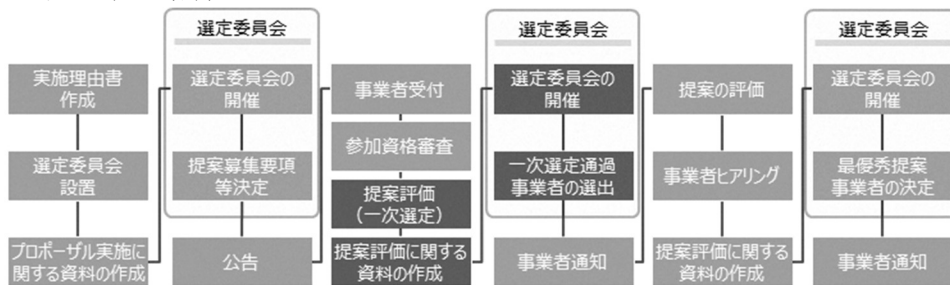 実施理由書
作成
選定委員会
設置
プロポーザル実施に
関する資料の作成
選定委員会
選定委員会の
開催
提案募集要項
等決定
公告
事業者受付
参加資格審査
提案評価
（一次選定）
提案評価に関する
資料の作成
選定委員会
選定委員会の
開催
一次選定通過
事業者の選出
事業者通知
提案の評価
事業者ヒアリング
提案評価に関する
資料の作成
選定委員会
選定委員会の
開催
最優秀提案
事業者の決定
事業者通知